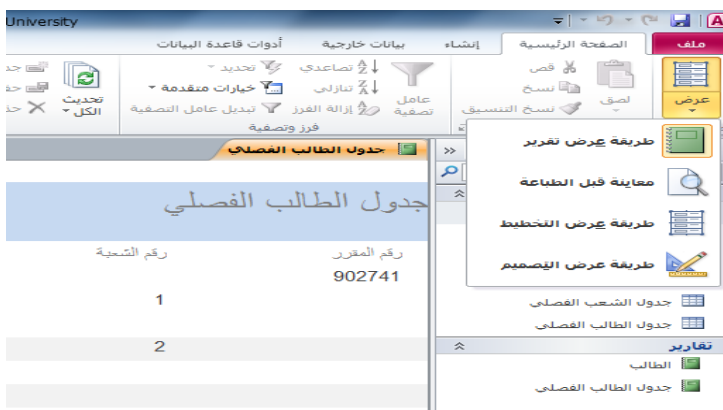 University
ملف
الصفحة الرئيسية
إنشاء
بيانات خارجية
أدوات قاعدة البيانات
عرض
لصق
قص
نسخ
نسخ التنسيق
عامل تصفية
تصاعدي
تنازلي
إزالة الفرز
تحديد
خيارات متقدمة
تبديل عامل التصفية
فرز وتصفية
تحديث
الكل
طريقة عرض تقرير
معاينة قبل الطباعة
طريقة عرض التخطيط
طريقة عرض التصميم
جدول الشعب الفصلي
جدول الطالب الفصلي
تقارير
الطالب
جدول الطالب الفصلي
جدول الطالب الفصلي
جدول الطالب الفصلي
رقم المقرر
رقم الشعبة
902741
1
2